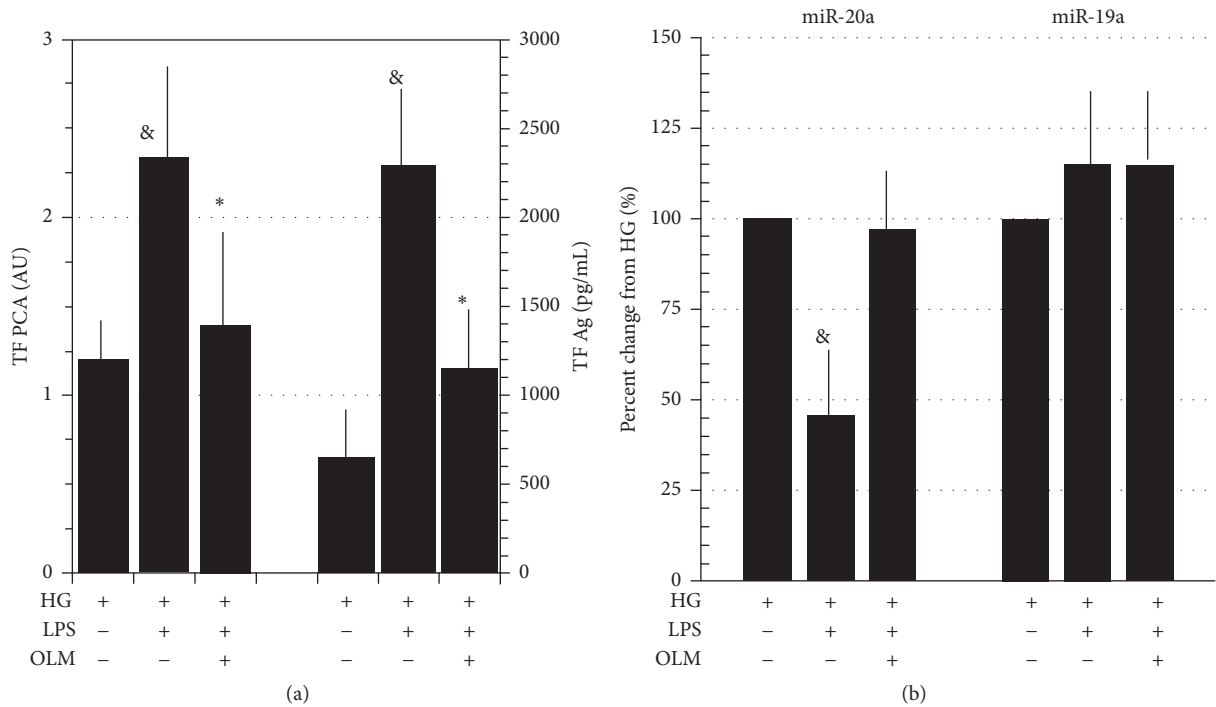 3
2
1
0
TF PCA (AU)
&
*
&
*
3000
2500
2000
1500
1000
500
0
TF Ag (pg/mL)
HG + + + + + +
LPS – + + – + +
OLM – – + – – +
(a)
miR-20a miR-19a
150
125
100
75
50
25
0
Percent change from HG (%)
&
HG + + + + + +
LPS – + + – + +
OLM – – + – – +
(b)